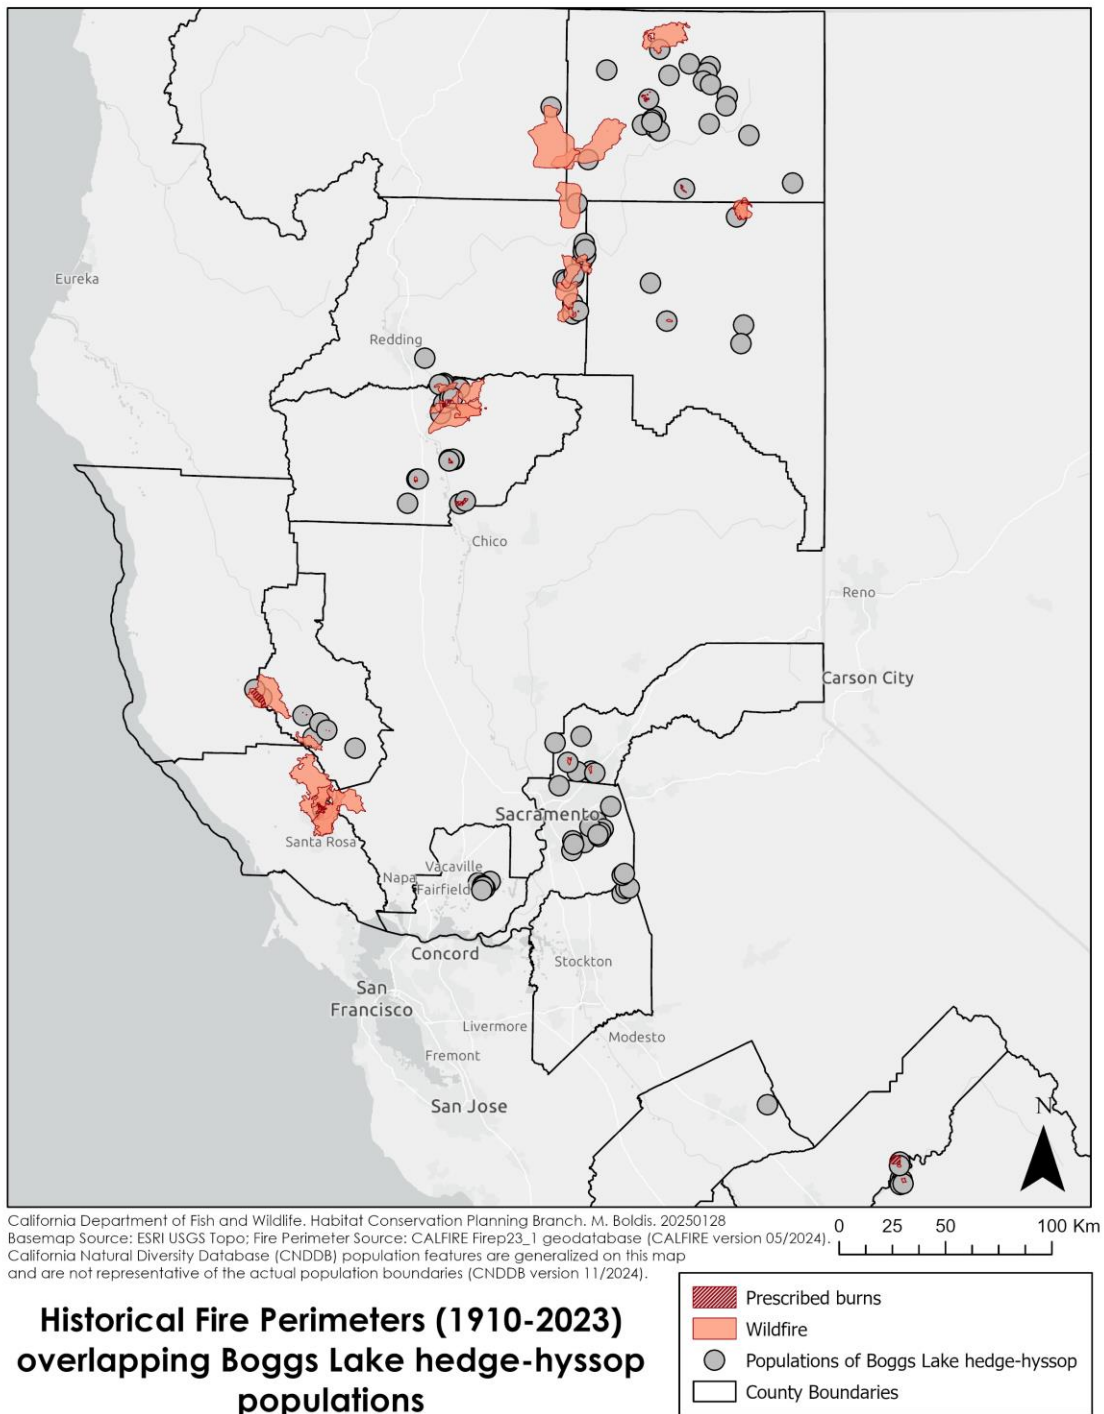 Eureka
Redding
Chico
Reno
Carson City
Sacramento
Santa Rosa
Vacaville
Napa
Fairfield
Concord
Stockton
San
Francisco
Livermore
Modesto
Fremont
San Jose
N
California Department of Fish and Wildlife. Habitat Conservation Planning Branch. M. Boldis. 20250128
Basemap Source: ESRI USGS Topo; Fire Perimeter Source: CALFIRE Firep23_1 geodatabase (CALFIRE version 05/2024).
California Natural Diversity Database (CNDDB) population features are generalized on this map
and are not representative of the actual population boundaries (CNDDB version 11/2024).
0 25 50 100 Km
Historical Fire Perimeters (1910-2023)
overlapping Boggs Lake hedge-hyssop
populations
Prescribed burns
Wildfire
Populations of Boggs Lake hedge-hyssop
County Boundaries